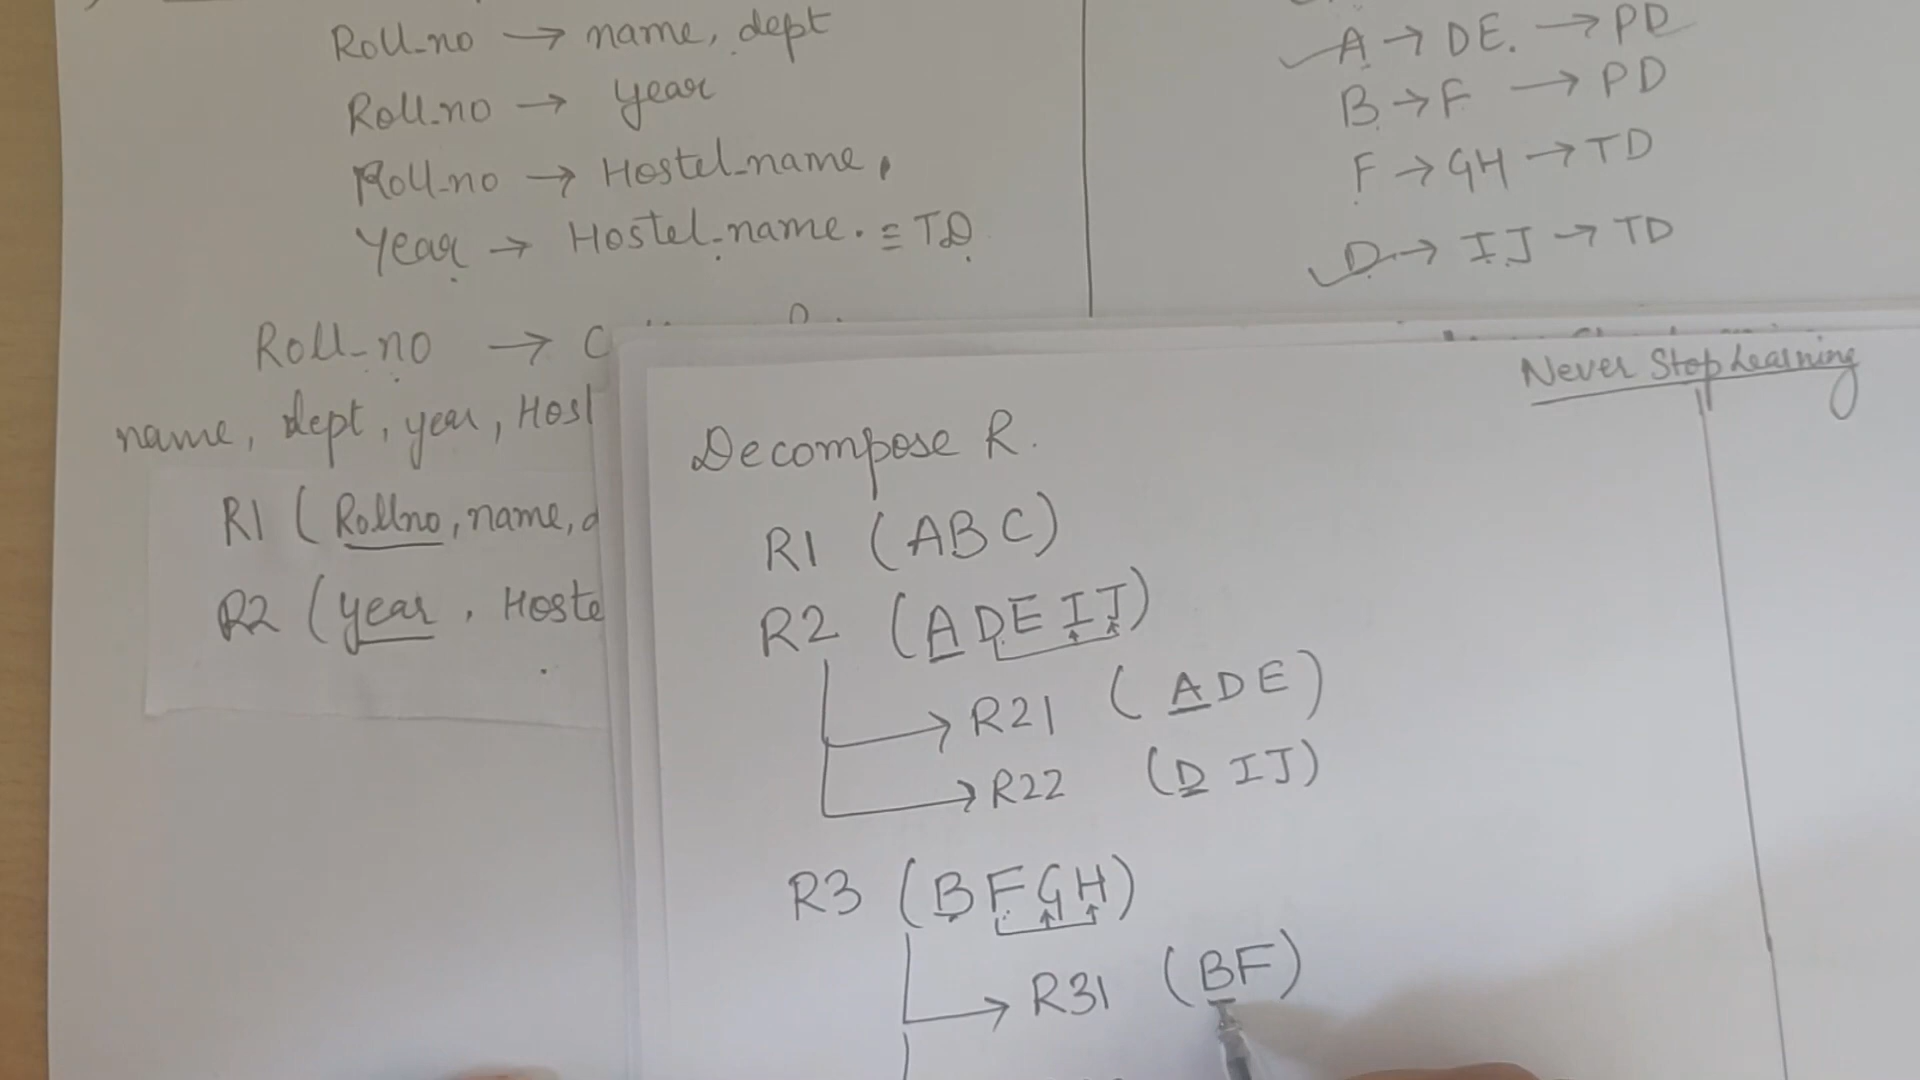 Roll-no → name, dept
Roll-no → year
Roll-no → Hostel-name,
Year → Hostel-name. = TD
Roll-no → C
name, dept, year, Host
R1 (Rollno, name, d
R2 (year, Hoste
A → DE. → PD
B → F → PD
F → GH → TD
D → IJ → TD
Never Stop Learning
Decompose R.
R1 (ABC)
R2 (ADEIJ)
→ R21 (ADE)
→ R22 (DIJ)
R3 (BFGH)
→ R31 (BF)